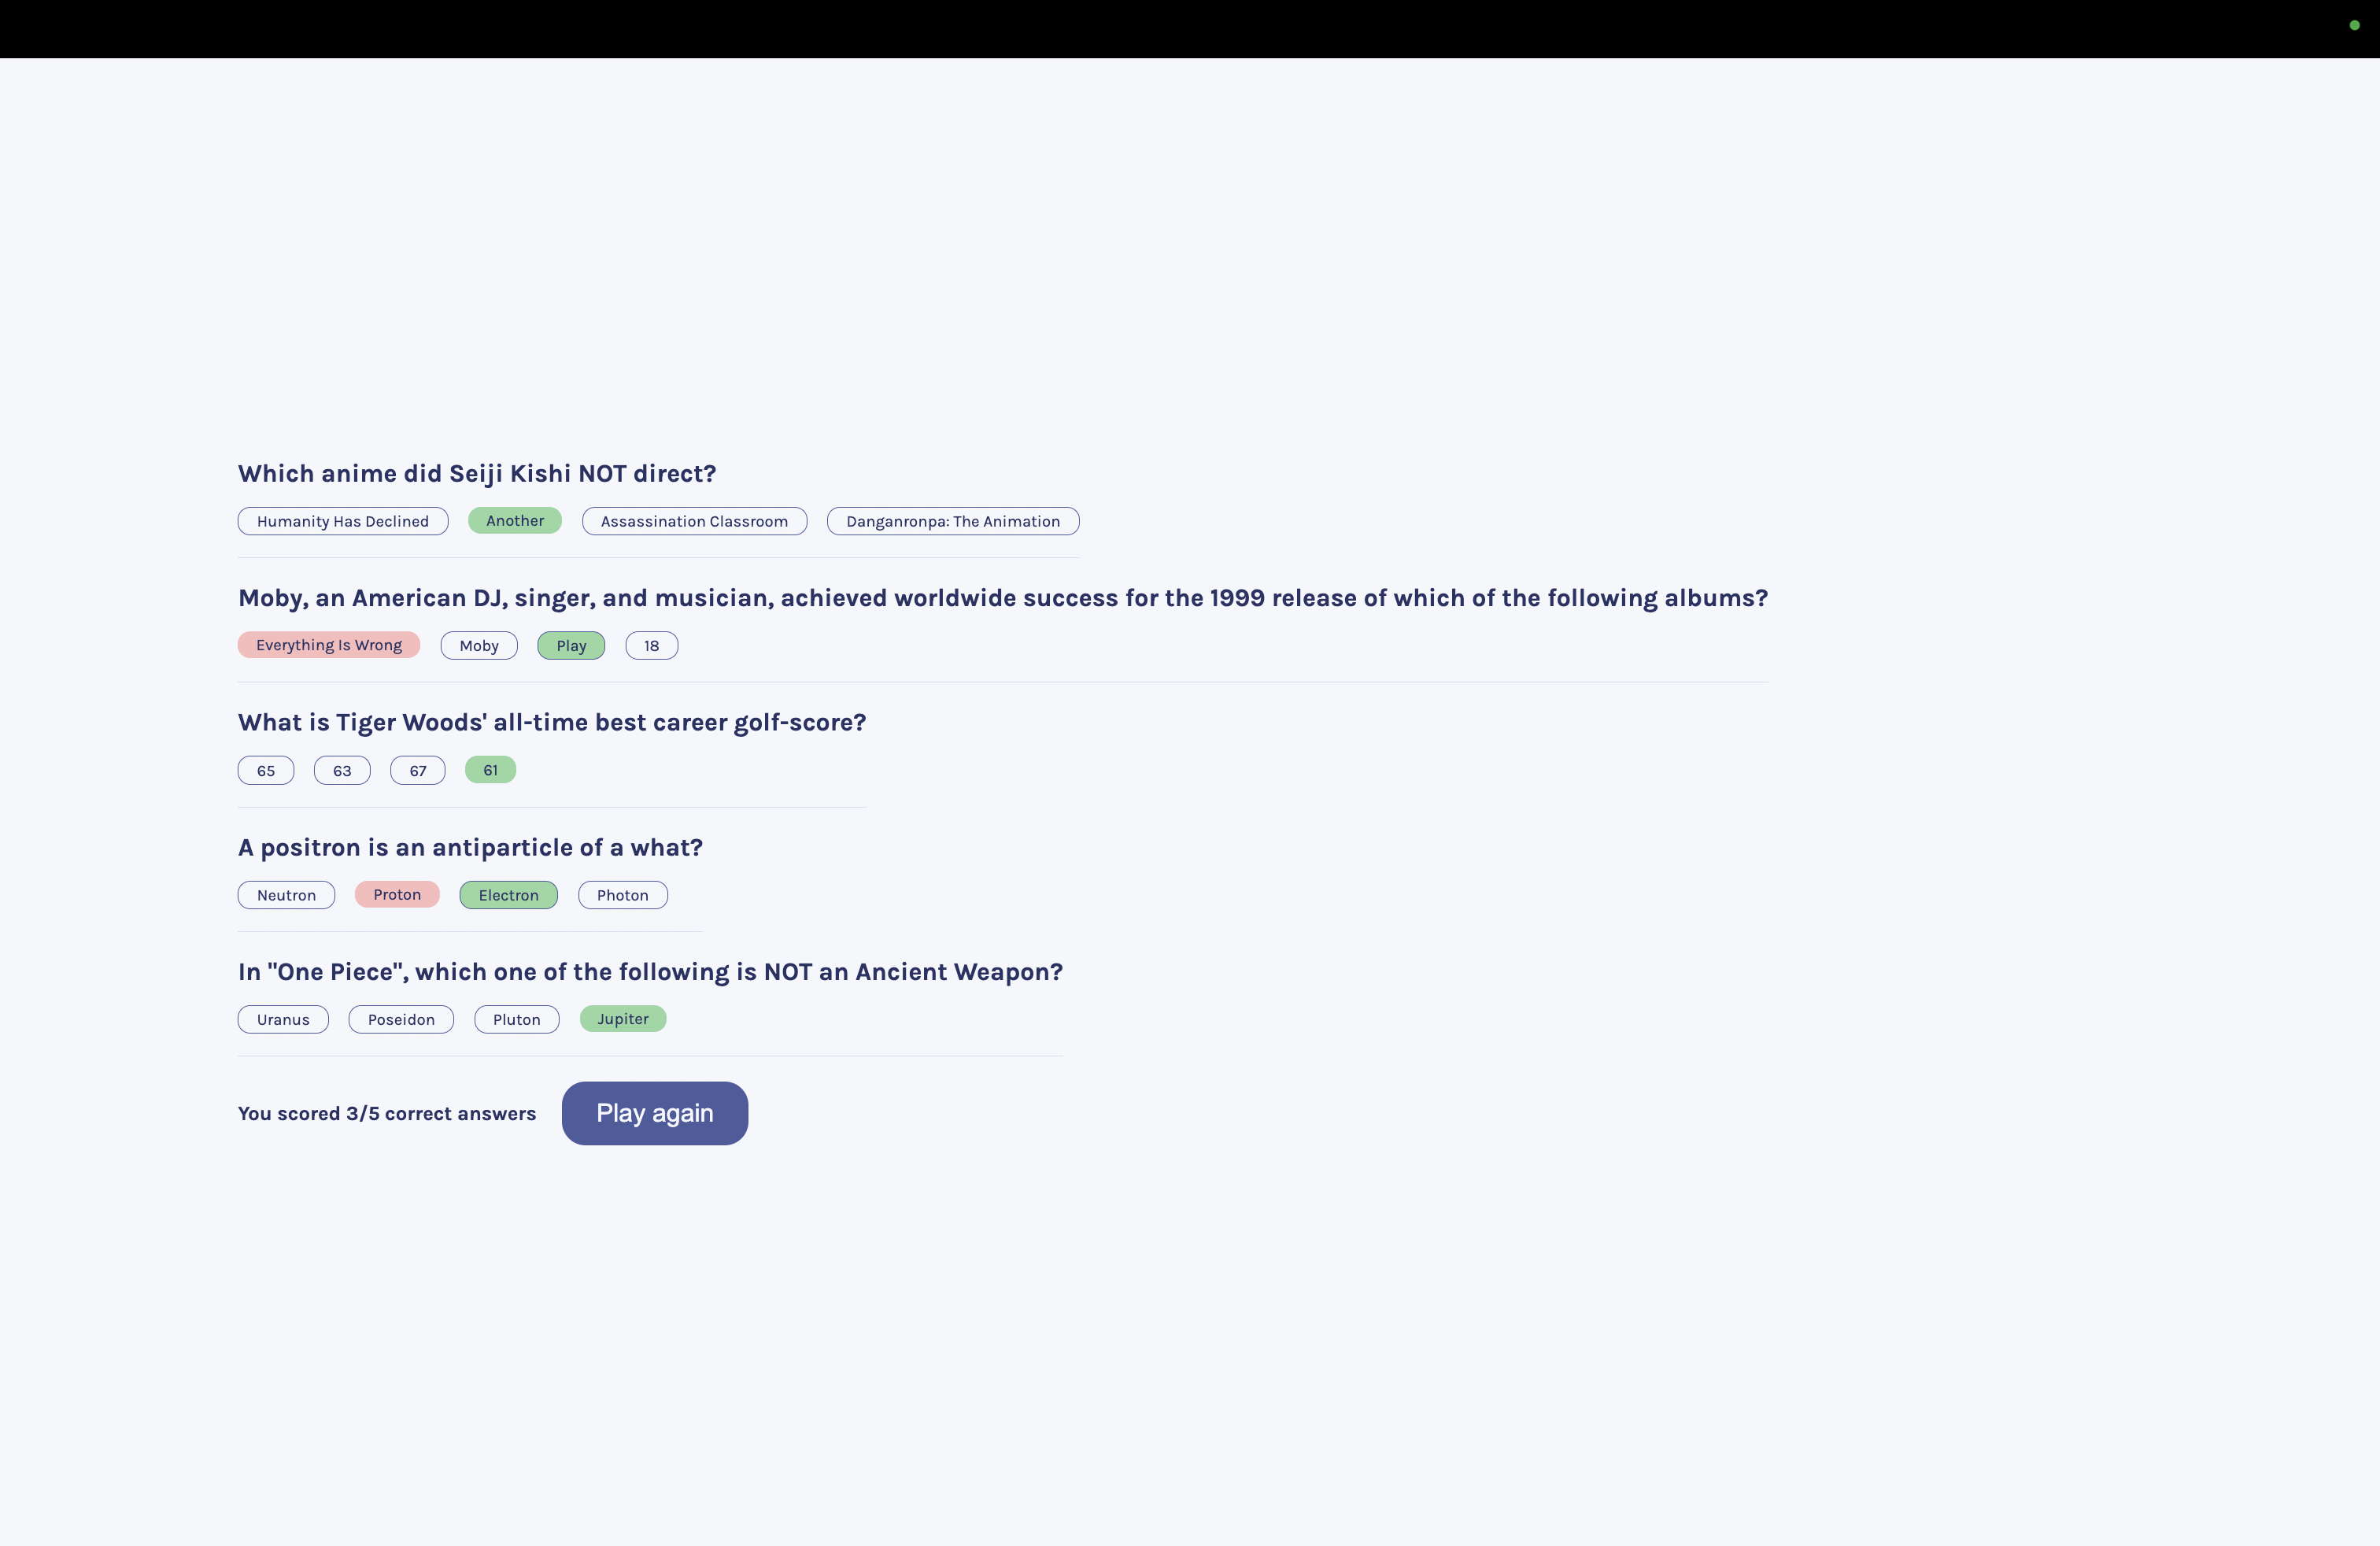 Which anime did Seiji Kishi NOT direct?
Humanity Has Declined Another Assassination Classroom Danganronpa: The Animation
Moby, an American DJ, singer, and musician, achieved worldwide success for the 1999 release of which of the following albums?
Everything Is Wrong Moby Play 18
What is Tiger Woods' all-time best career golf-score?
65 63 67 61
A positron is an antiparticle of a what?
Neutron Proton Electron Photon
In "One Piece", which one of the following is NOT an Ancient Weapon?
Uranus Poseidon Pluton Jupiter
You scored 3/5 correct answers Play again